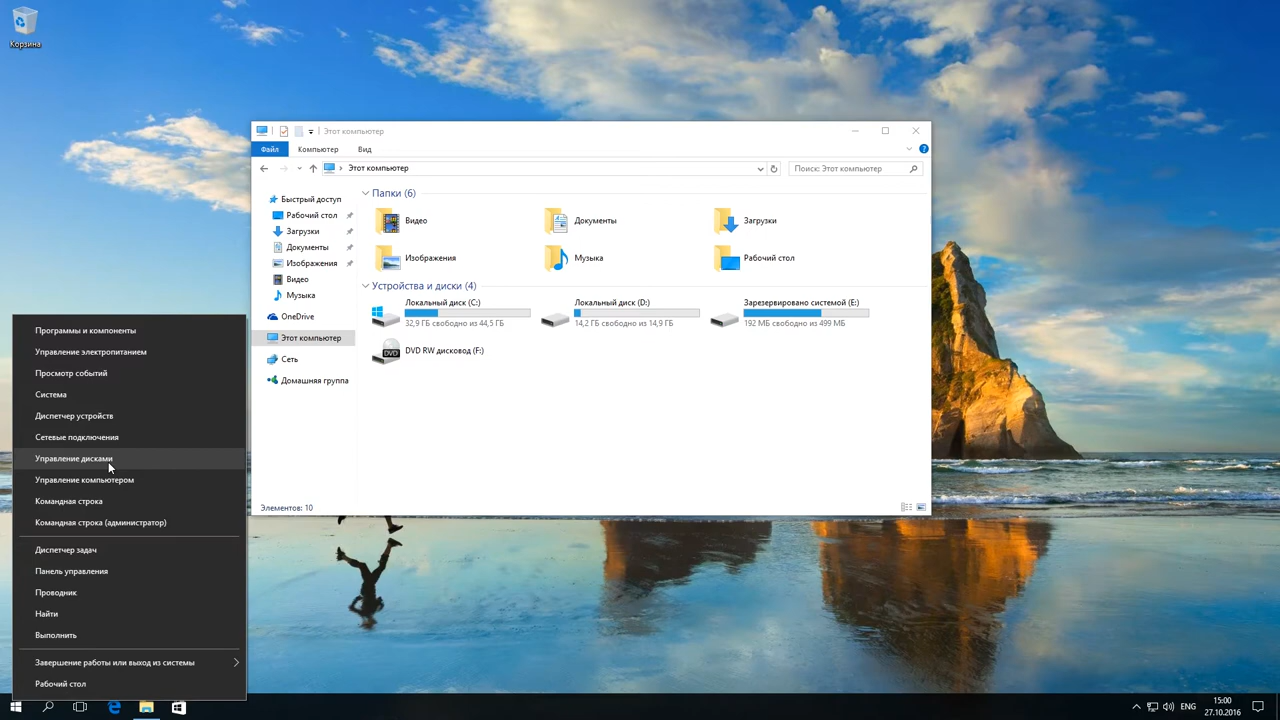 Корзина
Этот компьютер
Файл
Компьютер
Вид
Этот компьютер
Поиск: Этот компьютер
Быстрый доступ
Рабочий стол
Загрузки
Документы
Изображения
Видео
Музыка
OneDrive
Этот компьютер
Сеть
Домашняя группа
Папки (6)
Видео
Документы
Загрузки
Изображения
Музыка
Рабочий стол
Устройства и диски (4)
Локальный диск (C:)
32,9 ГБ свободно из 44,5 ГБ
Локальный диск (D:)
14,2 ГБ свободно из 14,9 ГБ
Зарезервировано системой (E:)
192 МБ свободно из 499 МБ
DVD
DVD RW дисковод (F:)
Элементов: 10
Программы и компоненты
Управление электропитанием
Просмотр событий
Система
Диспетчер устройств
Сетевые подключения
Управление дисками
Управление компьютером
Командная строка
Командная строка (администратор)
Диспетчер задач
Панель управления
Проводник
Найти
Выполнить
Завершение работы или выход из системы
Рабочий стол
ENG
15:00
27.10.2016